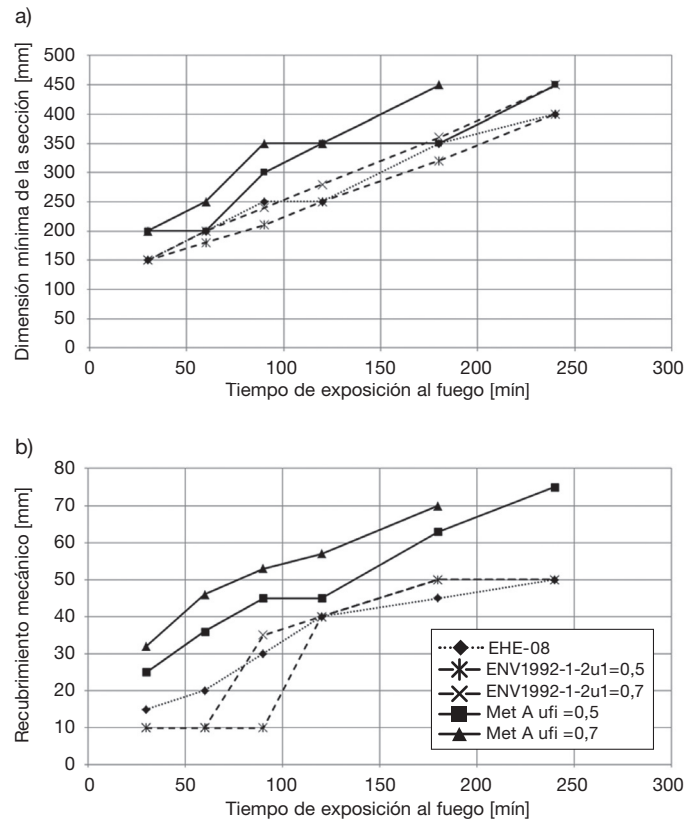 a)
Dimensión mínima de la sección [mm]
500
450
400
350
300
250
200
150
100
50
0
0 50 100 150 200 250 300
Tiempo de exposición al fuego [mín]
b)
Recubrimiento mecánico [mm]
80
70
60
50
40
30
20
10
0
EHE-08
ENV1992-1-2u1=0,5
ENV1992-1-2u1=0,7
Met A ufi =0,5
Met A ufi =0,7
0 50 100 150 200 250 300
Tiempo de exposición al fuego [mín]